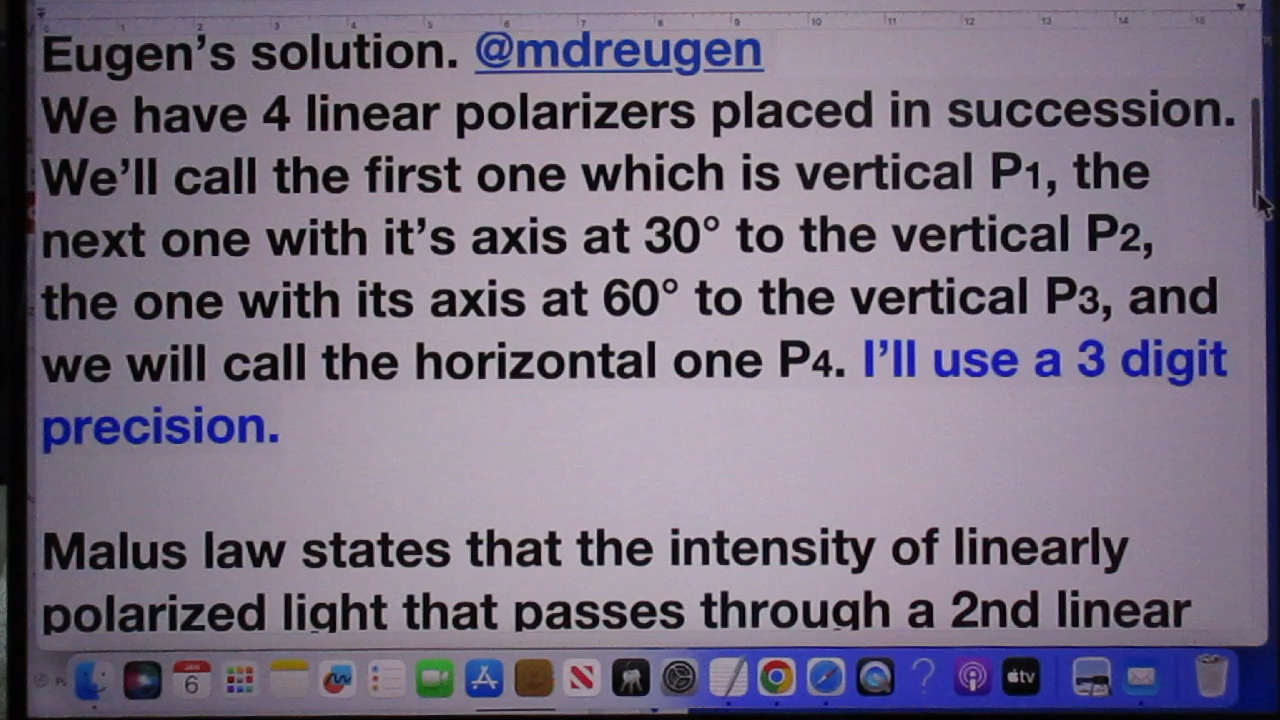 Eugen’s solution. @mdreugen
We have 4 linear polarizers placed in succession.
We’ll call the first one which is vertical P1, the
next one with it’s axis at 30° to the vertical P2,
the one with its axis at 60° to the vertical P3, and
we will call the horizontal one P4. I’ll use a 3 digit
precision.
Malus law states that the intensity of linearly
polarized light that passes through a 2nd linear
JAN
6
tv